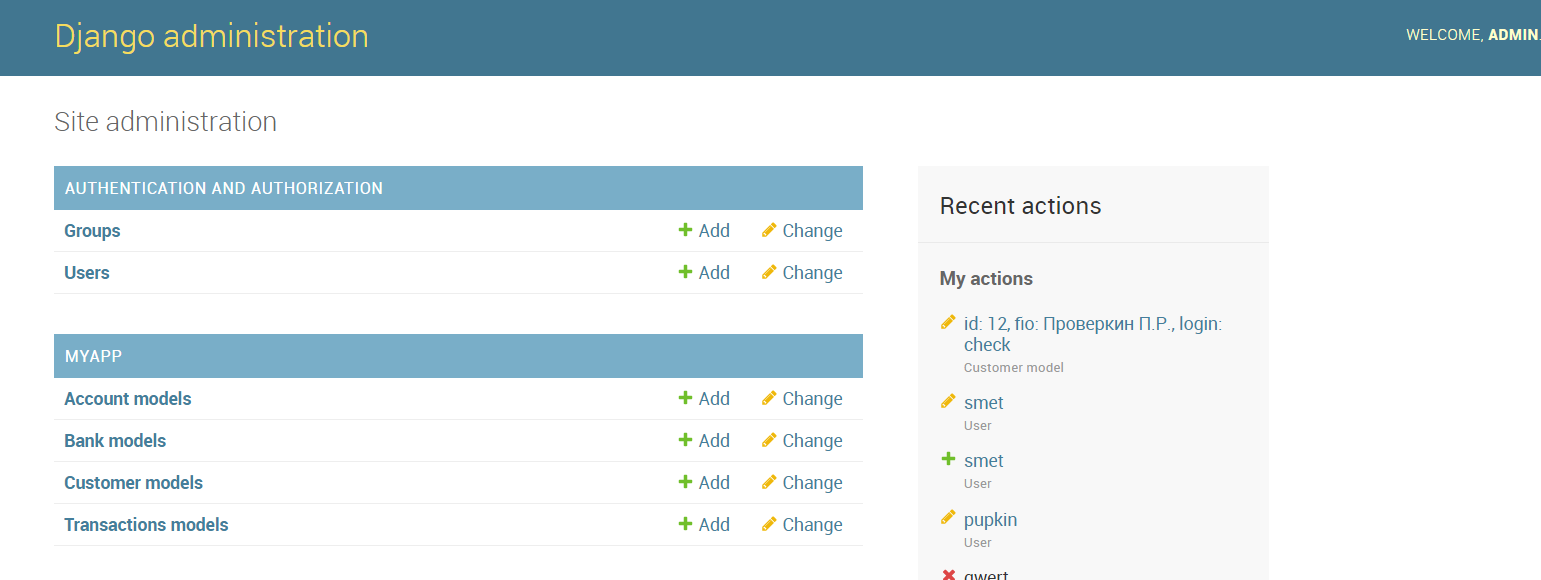 Django administration
WELCOME, ADMIN.
Site administration
AUTHENTICATION AND AUTHORIZATION
Groups Add Change
Users Add Change
MYAPP
Account models Add Change
Bank models Add Change
Customer models Add Change
Transactions models Add Change
Recent actions
My actions
id: 12, fio: Проверкин П.Р., login:
check
Customer model
smet
User
smet
User
pupkin
User
qwert